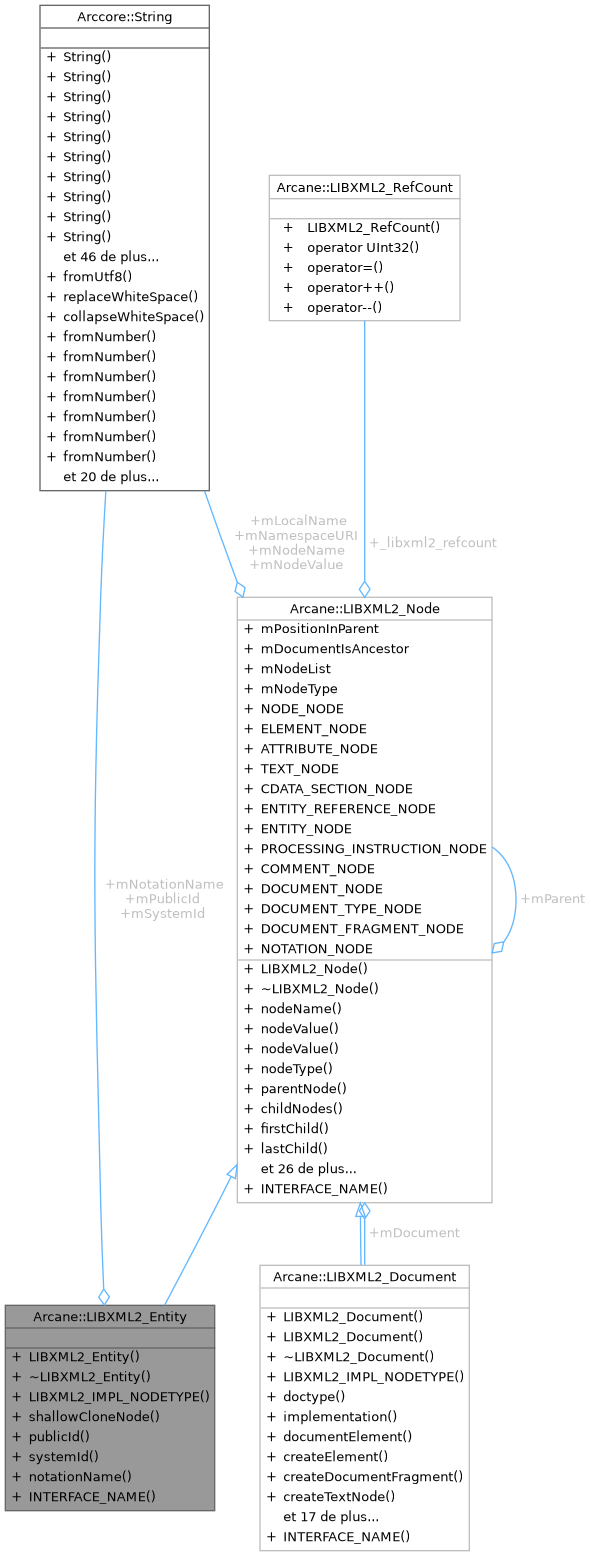 Arccore::String
+ String()
+ String()
+ String()
+ String()
+ String()
+ String()
+ String()
+ String()
+ String()
+ String()
et 46 de plus...
+ fromUtf8()
+ replaceWhiteSpace()
+ collapseWhiteSpace()
+ fromNumber()
+ fromNumber()
+ fromNumber()
+ fromNumber()
+ fromNumber()
+ fromNumber()
+ fromNumber()
et 20 de plus...
Arcane::LIBXML2_RefCount
+ LIBXML2_RefCount()
+ operator UInt32()
+ operator=()
+ operator++()
+ operator--()
+mLocalName
+mNamespaceURI
+mNodeName
+mNodeValue
+_libxml2_refcount
Arcane::LIBXML2_Node
+ mPositionInParent
+ mDocumentIsAncestor
+ mNodeList
+ mNodeType
+ NODE_NODE
+ ELEMENT_NODE
+ ATTRIBUTE_NODE
+ TEXT_NODE
+ CDATA_SECTION_NODE
+ ENTITY_REFERENCE_NODE
+ ENTITY_NODE
+ PROCESSING_INSTRUCTION_NODE
+ COMMENT_NODE
+ DOCUMENT_NODE
+ DOCUMENT_TYPE_NODE
+ DOCUMENT_FRAGMENT_NODE
+ NOTATION_NODE
+ LIBXML2_Node()
+ ~LIBXML2_Node()
+ nodeName()
+ nodeValue()
+ nodeValue()
+ nodeType()
+ parentNode()
+ childNodes()
+ firstChild()
+ lastChild()
et 26 de plus...
+ INTERFACE_NAME()
+mParent
+mNotationName
+mPublicId
+mSystemId
+mDocument
Arcane::LIBXML2_Entity
+ LIBXML2_Entity()
+ ~LIBXML2_Entity()
+ LIBXML2_IMPL_NODETYPE()
+ shallowCloneNode()
+ publicId()
+ systemId()
+ notationName()
+ INTERFACE_NAME()
Arcane::LIBXML2_Document
+ LIBXML2_Document()
+ LIBXML2_Document()
+ ~LIBXML2_Document()
+ LIBXML2_IMPL_NODETYPE()
+ doctype()
+ implementation()
+ documentElement()
+ createElement()
+ createDocumentFragment()
+ createTextNode()
et 17 de plus...
+ INTERFACE_NAME()